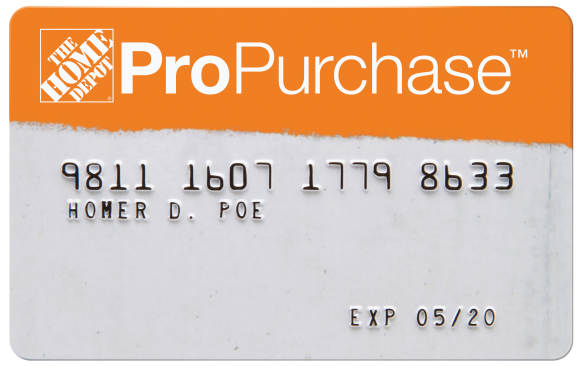 THE
HOME
DEPOT®
ProPurchase™
9811 1607 1779 8633
HOMER D. POE
EXP 05/20